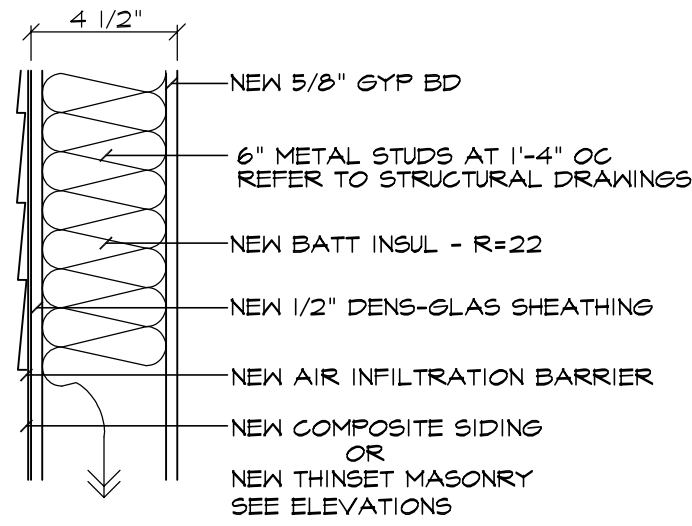 4 1/2"
NEW 5/8" GYP BD
6" METAL STUDS AT 1'-4" OC
REFER TO STRUCTURAL DRAWINGS
NEW BATT INSUL - R=22
NEW 1/2" DENS-GLAS SHEATHING
NEW AIR INFILTRATION BARRIER
NEW COMPOSITE SIDING
OR
NEW THINSET MASONRY
SEE ELEVATIONS